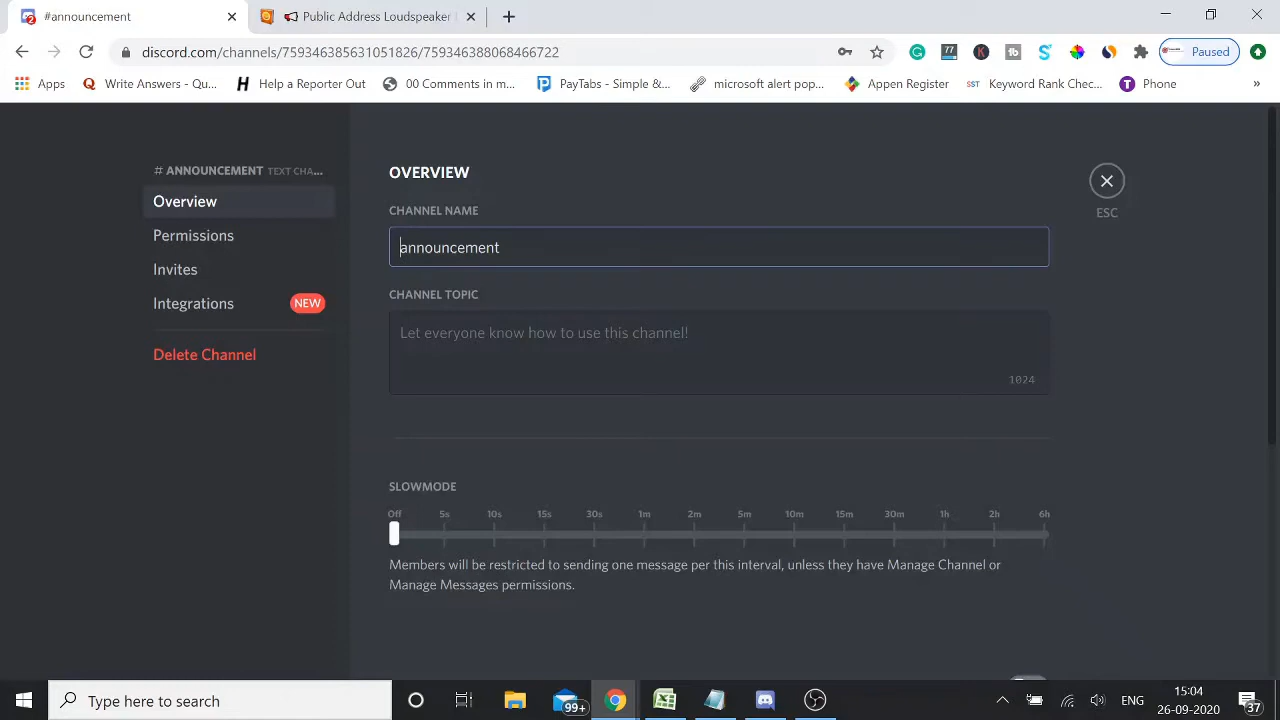 #announcement
Public Address Loudspeaker
discord.com/channels/759346385631051826/759346388068466722
77
K
tb
Paused
Apps
Write Answers - Qu...
H
Help a Reporter Out
00 Comments in m...
PayTabs - Simple &...
microsoft alert pop...
Appen Register
SST
Keyword Rank Chec...
T
Phone
»
# ANNOUNCEMENT TEXT CHA...
Overview
Permissions
Invites
Integrations
NEW
Delete Channel
OVERVIEW
ESC
CHANNEL NAME
announcement
CHANNEL TOPIC
Let everyone know how to use this channel!
1024
SLOWMODE
Off 5s 10s 15s 30s 1m 2m 5m 10m 15m 30m 1h 2h 6h
Members will be restricted to sending one message per this interval, unless they have Manage Channel or
Manage Messages permissions.
Type here to search
99+
ENG
15:04
26-09-2020
37